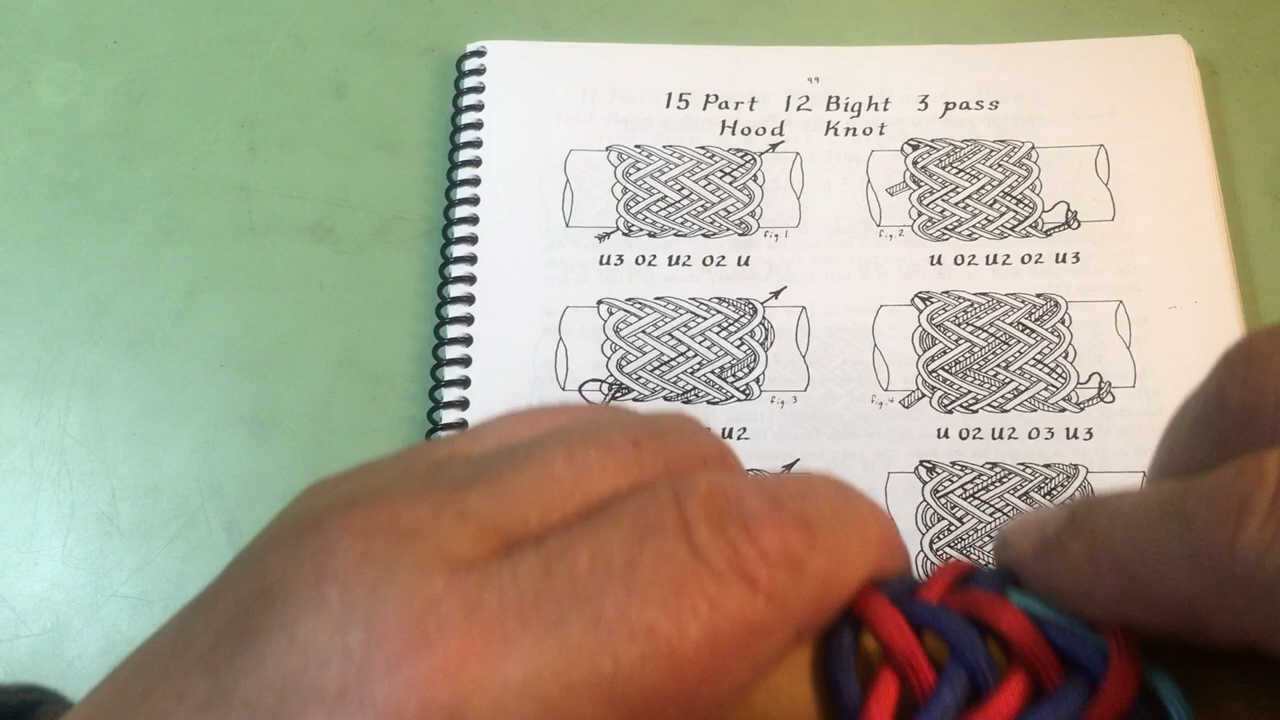 99
15 Part 12 Bight 3 pass
Hood Knot
fig.1
fig.2
U3 O2 U2 O2 U
U O2 U2 O2 U3
fig.3
fig.4
U2
U O2 U2 O3 U3